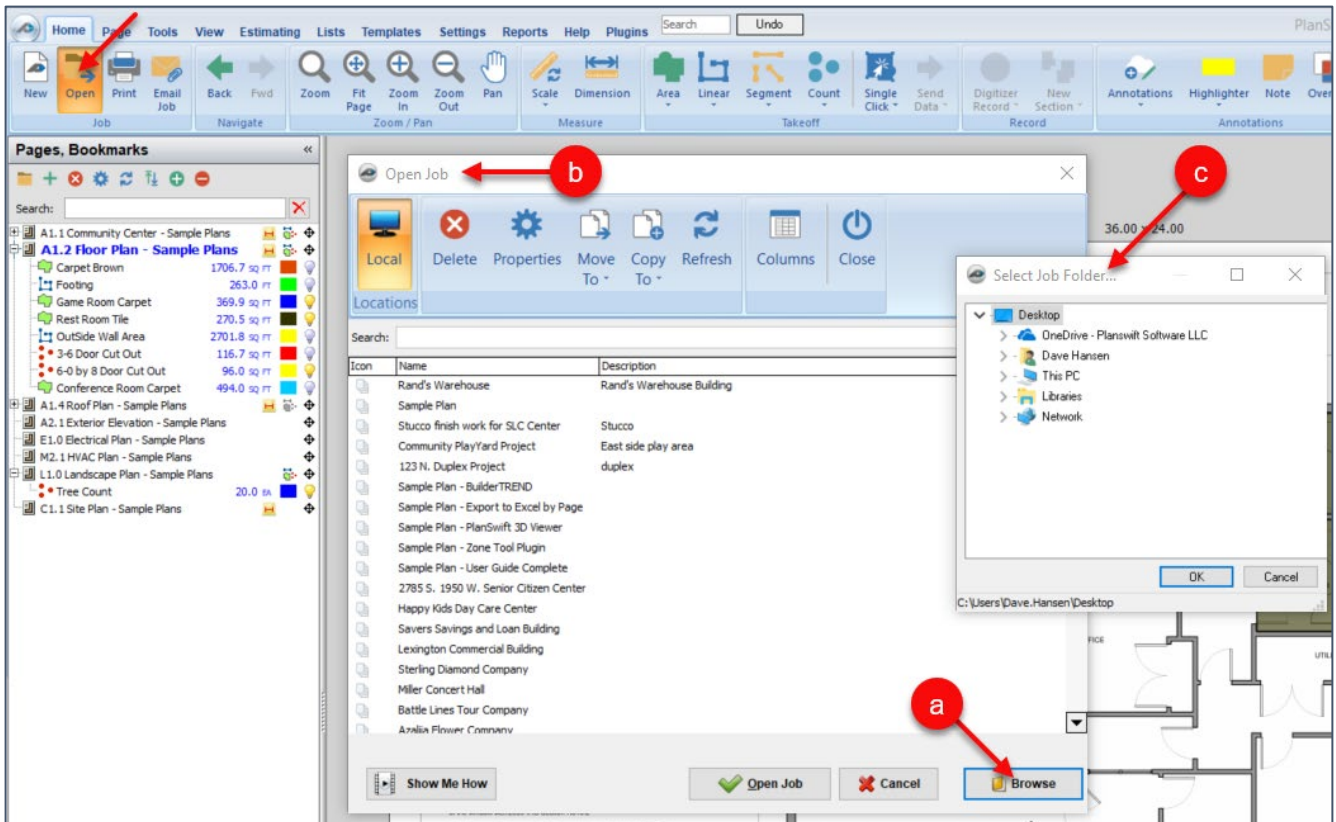 Home Page Tools View Estimating Lists Templates Settings Reports Help Plugins Search Undo
New Open Print Email Job Back Fwd Zoom Fit Page Zoom In Zoom Out Pan Scale Dimension Area Linear Segment Count Single Click Send Data Digitizer Record New Section Annotations Highlighter Note
Job Navigate Zoom / Pan Measure Takeoff Record Annotations
Pages, Bookmarks «
Search:
A1.1 Community Center - Sample Plans
A1.2 Floor Plan - Sample Plans
Carpet Brown 1706.7 SQ FT
Footing 263.0 FT
Game Room Carpet 369.9 SQ FT
Rest Room Tile 270.5 SQ FT
OutSide Wall Area 2701.8 SQ FT
3-6 Door Cut Out 116.7 SQ FT
6-0 by 8 Door Cut Out 96.0 SQ FT
Conference Room Carpet 494.0 SQ FT
A1.4 Roof Plan - Sample Plans
A2.1 Exterior Elevation - Sample Plans
E1.0 Electrical Plan - Sample Plans
M2.1 HVAC Plan - Sample Plans
L1.0 Landscape Plan - Sample Plans
Tree Count 20.0 EA
C1.1 Site Plan - Sample Plans
Open Job
b
Local Delete Properties Move To Copy To Refresh Columns Close
Locations
Search:
Icon Name Description
Rand's Warehouse Rand's Warehouse Building
Sample Plan
Stucco finish work for SLC Center Stucco
Community PlayYard Project East side play area
123 N. Duplex Project duplex
Sample Plan - BuilderTREND
Sample Plan - Export to Excel by Page
Sample Plan - PlanSwift 3D Viewer
Sample Plan - Zone Tool Plugin
Sample Plan - User Guide Complete
2785 S. 1950 W. Senior Citizen Center
Happy Kids Day Care Center
Savers Savings and Loan Building
Lexington Commercial Building
Sterling Diamond Company
Miller Concert Hall
Battle Lines Tour Company
Azalia Flower Company
a
Show Me How Open Job Cancel Browse
c
36.00 x 24.00
Select Job Folder...
Desktop
OneDrive - Planswift Software LLC
Dave Hansen
This PC
Libraries
Network
OK Cancel
C:\Users\Dave.Hansen\Desktop